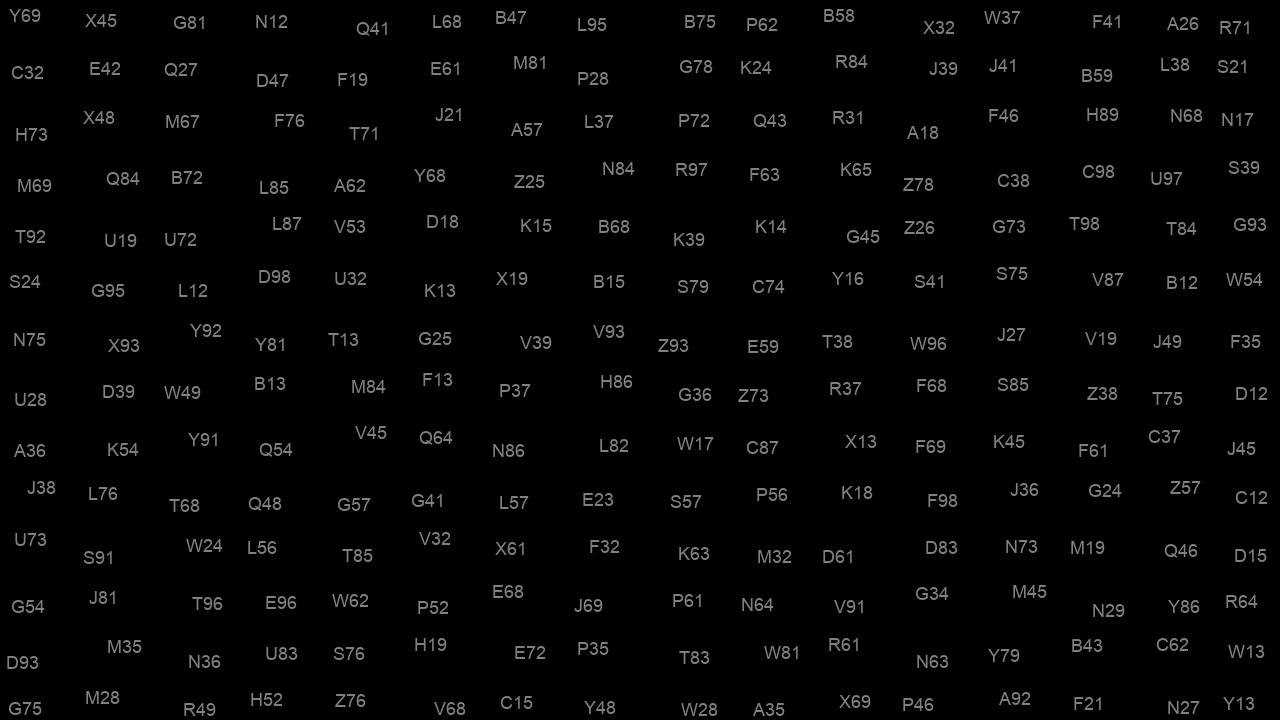 Y69 X45 G81 N12 Q41 L68 B47 L95 B75 P62 B58 X32 W37 F41 A26 R71
C32 E42 Q27 D47 F19 E61 M81 P28 G78 K24 R84 J39 J41 B59 L38 S21
H73 X48 M67 F76 T71 J21 A57 L37 P72 Q43 R31 A18 F46 H89 N68 N17
M69 Q84 B72 L85 A62 Y68 Z25 N84 R97 F63 K65 Z78 C38 C98 U97 S39
T92 U19 U72 L87 V53 D18 K15 B68 K39 K14 G45 Z26 G73 T98 T84 G93
S24 G95 L12 D98 U32 K13 X19 B15 S79 C74 Y16 S41 S75 V87 B12 W54
N75 X93 Y92 Y81 T13 G25 V39 V93 Z93 E59 T38 W96 J27 V19 J49 F35
U28 D39 W49 B13 M84 F13 P37 H86 G36 Z73 R37 F68 S85 Z38 T75 D12
A36 K54 Y91 Q54 V45 Q64 N86 L82 W17 C87 X13 F69 K45 F61 C37 J45
J38 L76 T68 Q48 G57 G41 L57 E23 S57 P56 K18 F98 J36 G24 Z57 C12
U73 S91 W24 L56 T85 V32 X61 F32 K63 M32 D61 D83 N73 M19 Q46 D15
G54 J81 T96 E96 W62 P52 E68 J69 P61 N64 V91 G34 M45 N29 Y86 R64
D93 M35 N36 U83 S76 H19 E72 P35 T83 W81 R61 N63 Y79 B43 C62 W13
G75 M28 R49 H52 Z76 V68 C15 Y48 W28 A35 X69 P46 A92 F21 N27 Y13